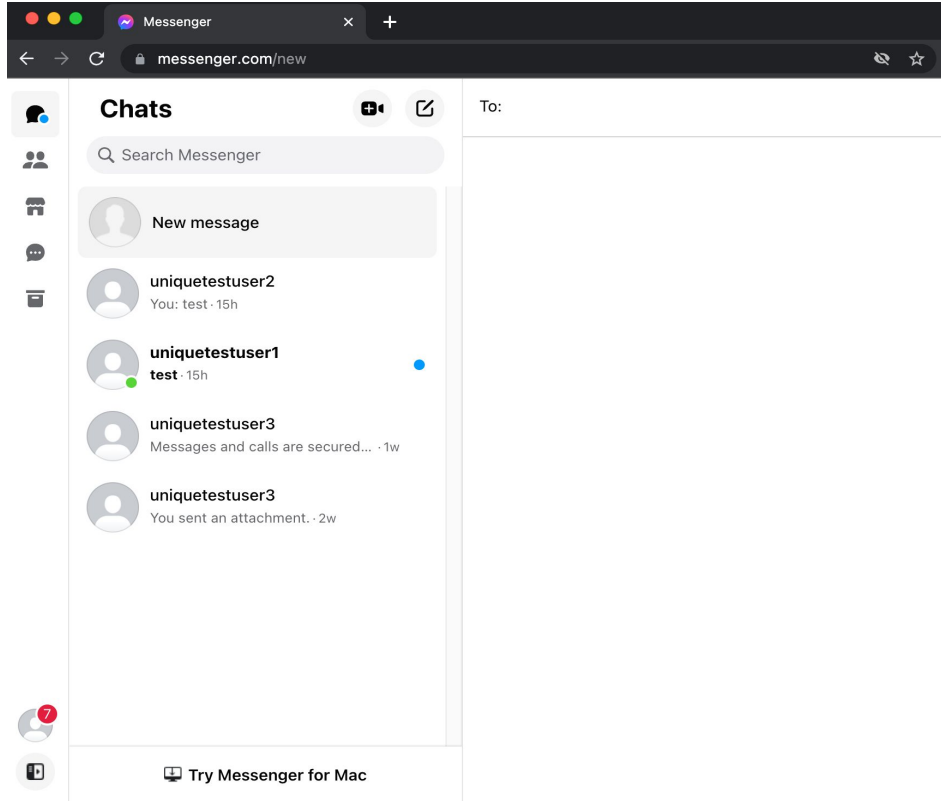 Messenger
messenger.com/new
Chats
To:
Search Messenger
New message
uniquetestuser2
You: test · 15h
uniquetestuser1
test · 15h
uniquetestuser3
Messages and calls are secured... · 1w
uniquetestuser3
You sent an attachment. · 2w
7
Try Messenger for Mac